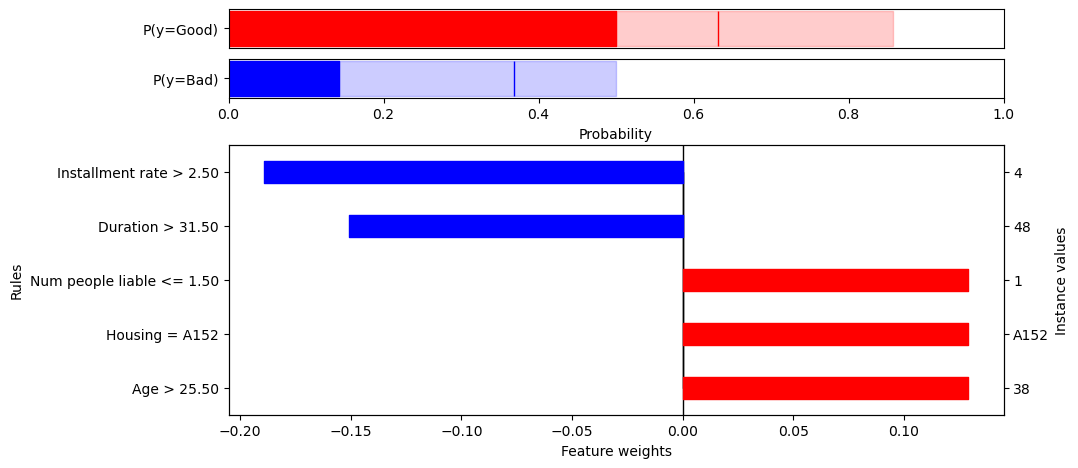 P(y=Good)
P(y=Bad)
0.0 0.2 0.4 0.6 0.8 1.0
Probability
Rules
Installment rate > 2.50 4
Duration > 31.50 48
Num people liable <= 1.50 1
Housing = A152 A152
Age > 25.50 38
Instance values
−0.20 −0.15 −0.10 −0.05 0.00 0.05 0.10
Feature weights